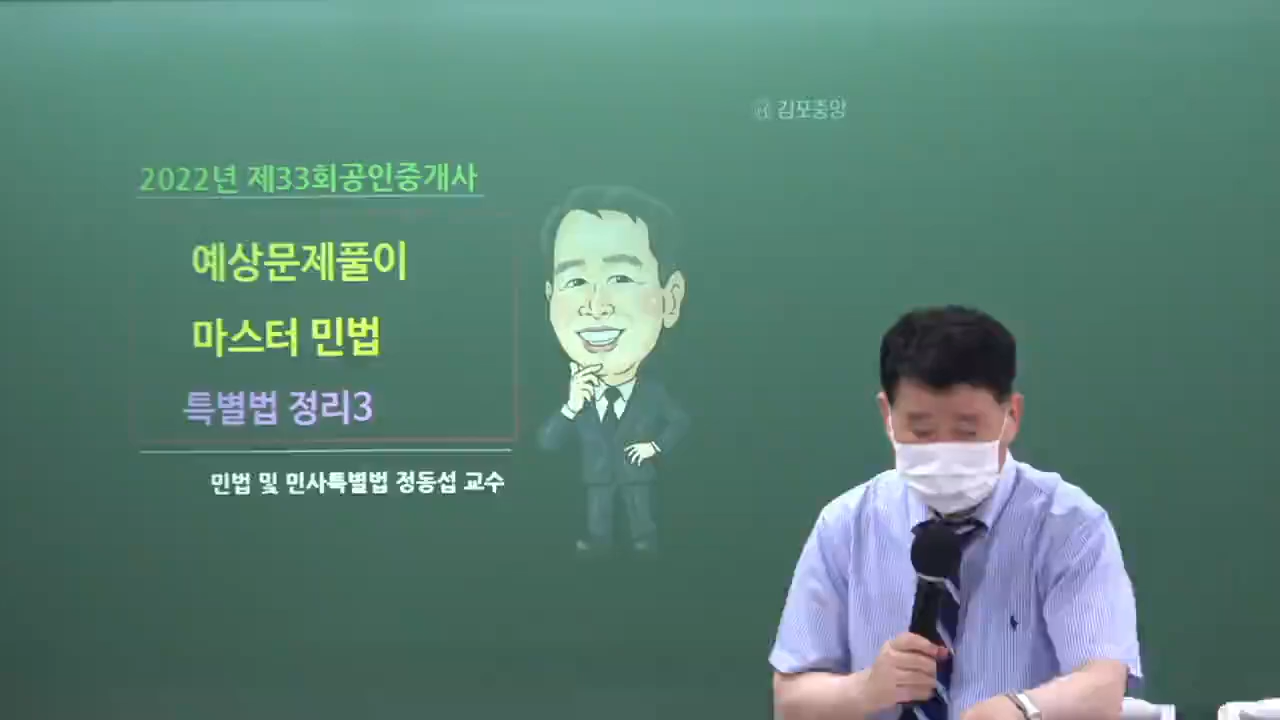 김포중앙
2022년 제33회공인중개사
예상문제풀이
마스터 민법
특별법 정리3
민법 및 민사특별법 정동섭 교수